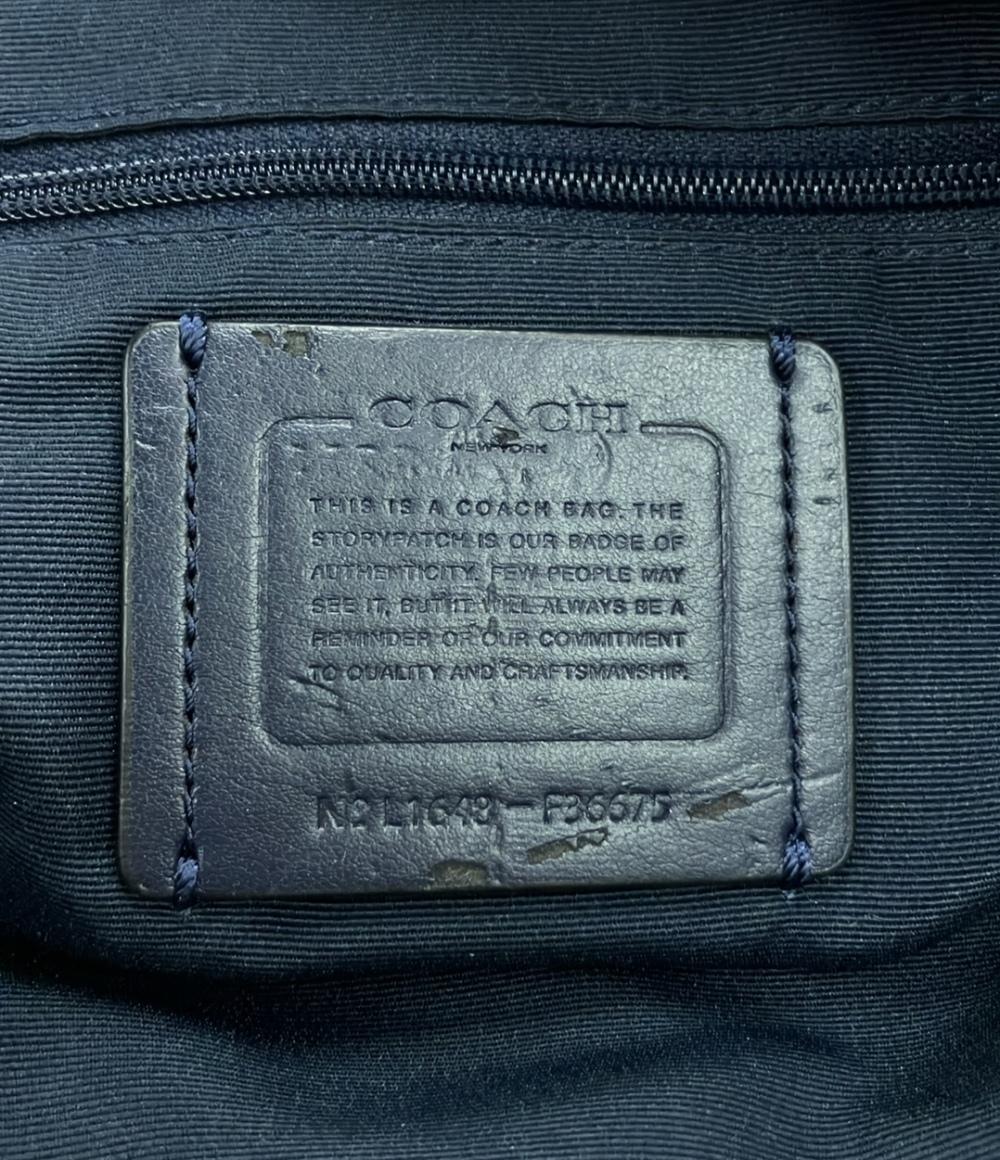 COACH
NEW YORK
THIS IS A COACH BAG. THE
STORYPATCH IS OUR BADGE OF
AUTHENTICITY. FEW PEOPLE MAY
SEE IT, BUT IT WILL ALWAYS BE A
REMINDER OF OUR COMMITMENT
TO QUALITY AND CRAFTSMANSHIP.
Nº L1648-F36675